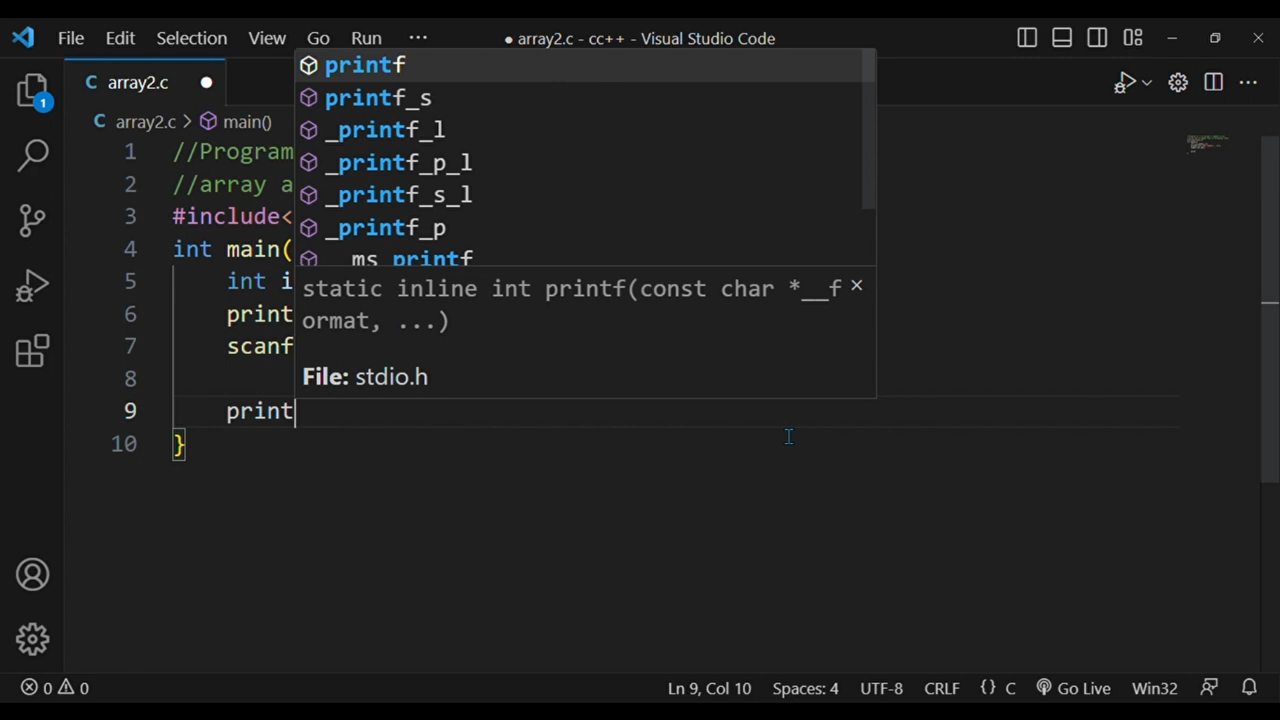 File Edit Selection View Go Run ··· ● array2.c - cc++ - Visual Studio Code
C array2.c ●
C array2.c > main()
printf
printf_s
_printf_l
_printf_p_l
_printf_s_l
_printf_p
__ms_printf
static inline int printf(const char *__f
ormat, ...)
File: stdio.h
1 //Program
2 //array a
3 #include<
4 int main(
5 int i
6 print
7 scanf
8
9 print
10 }
1
0 0 Ln 9, Col 10 Spaces: 4 UTF-8 CRLF {} C Go Live Win32